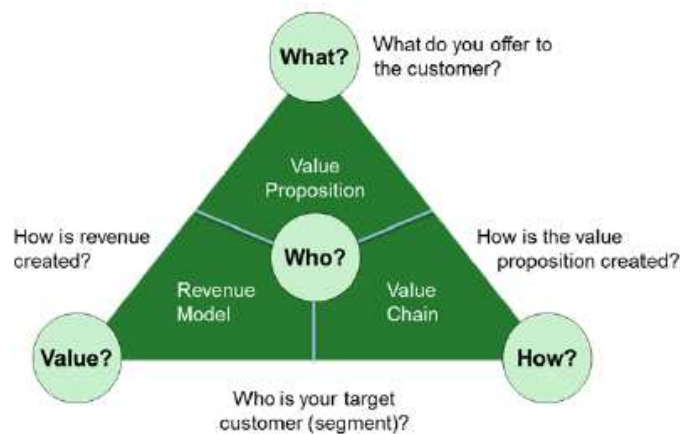 What?
What do you offer to
the customer?
Value
Proposition
How is revenue
created?
Who?
How is the value
proposition created?
Revenue
Model
Value
Chain
Value?
How?
Who is your target
customer (segment)?